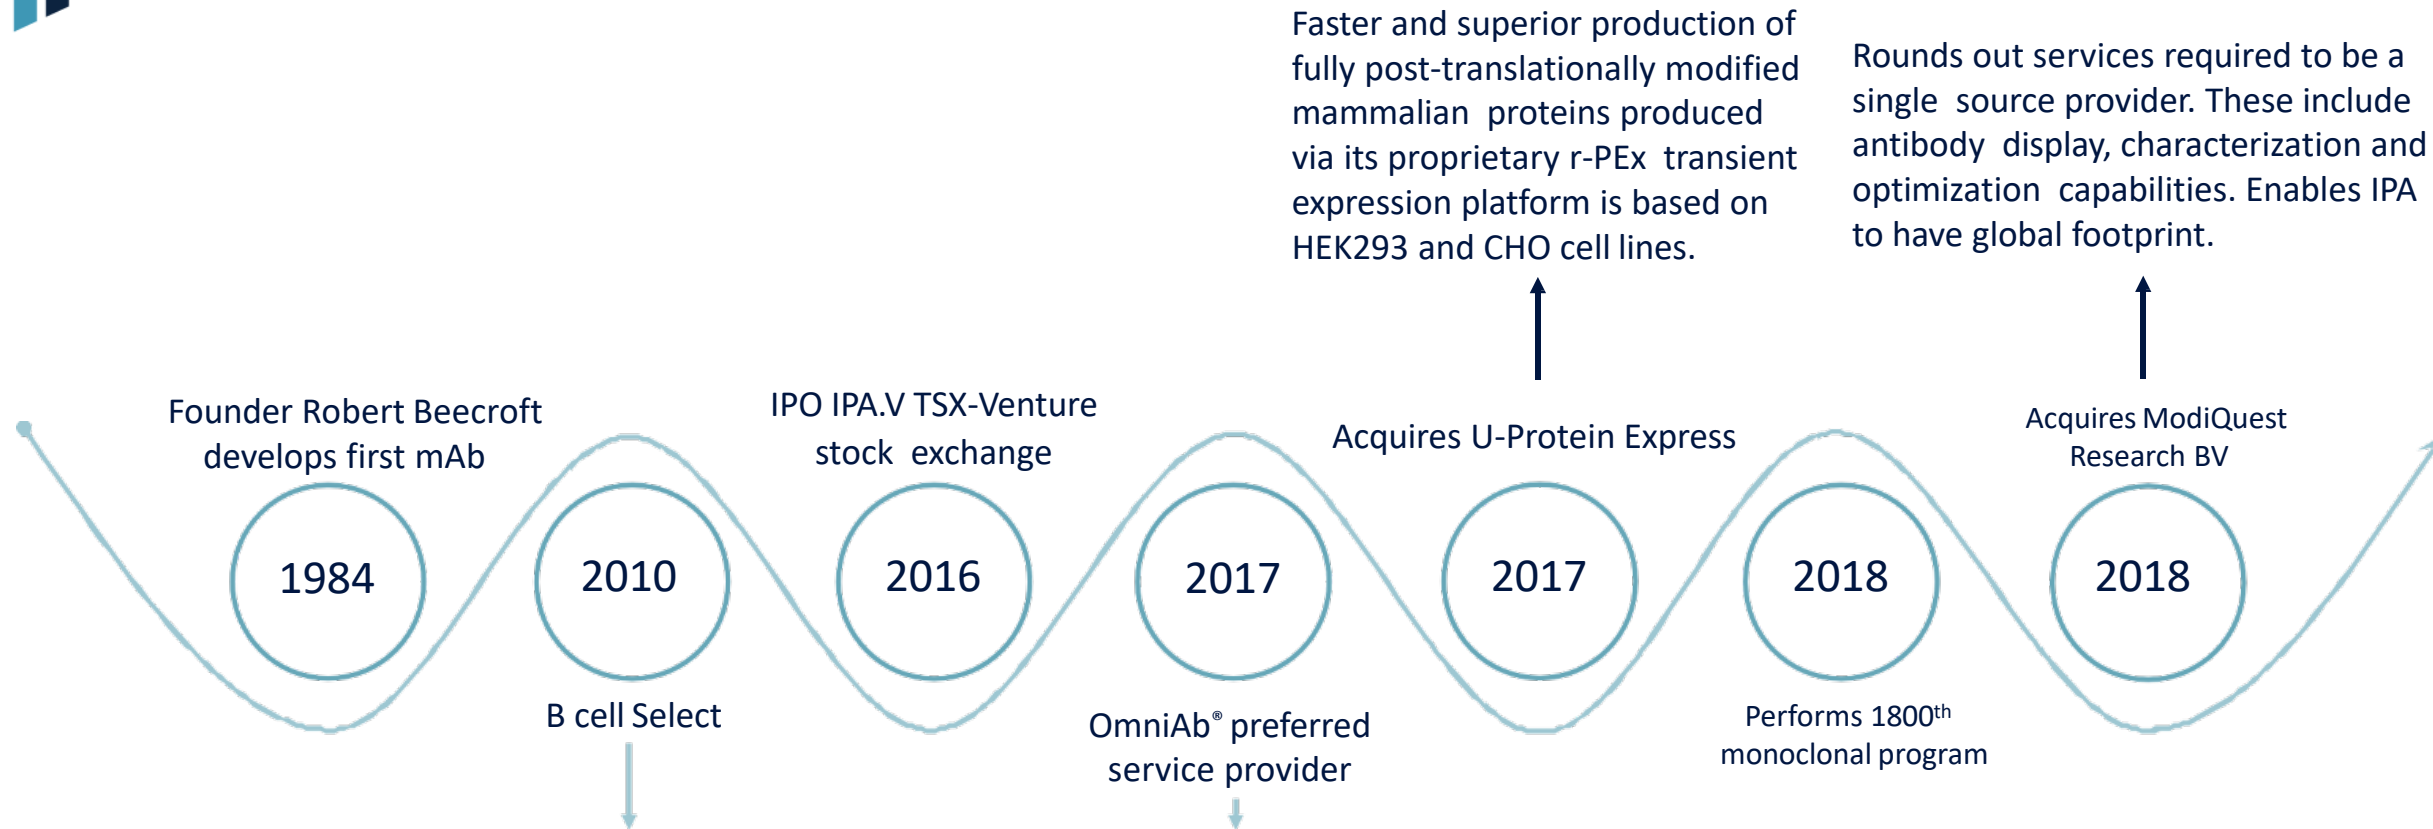 Faster and superior production of
fully post-translationally modified
mammalian proteins produced
via its proprietary r-PEx transient
expression platform is based on
HEK293 and CHO cell lines.
Rounds out services required to be a
single source provider. These include
antibody display, characterization and
optimization capabilities. Enables IPA
to have global footprint.
Founder Robert Beecroft
develops first mAb
1984
2010
B cell Select
IPO IPA.V TSX-Venture
stock exchange
2016
2017
OmniAb® preferred
service provider
Acquires U-Protein Express
2017
2018
Performs 1800th
monoclonal program
Acquires ModiQuest
Research BV
2018